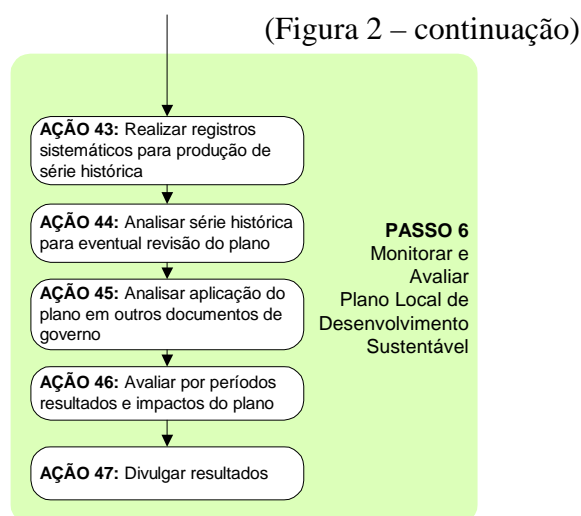 (Figura 2 – continuação)
AÇÃO 43: Realizar registros
sistemáticos para produção de
série histórica
AÇÃO 44: Analisar série histórica
para eventual revisão do plano
AÇÃO 45: Analisar aplicação do
plano em outros documentos de
governo
AÇÃO 46: Avaliar por períodos
resultados e impactos do plano
AÇÃO 47: Divulgar resultados
PASSO 6
Monitorar e
Avaliar
Plano Local de
Desenvolvimento
Sustentável